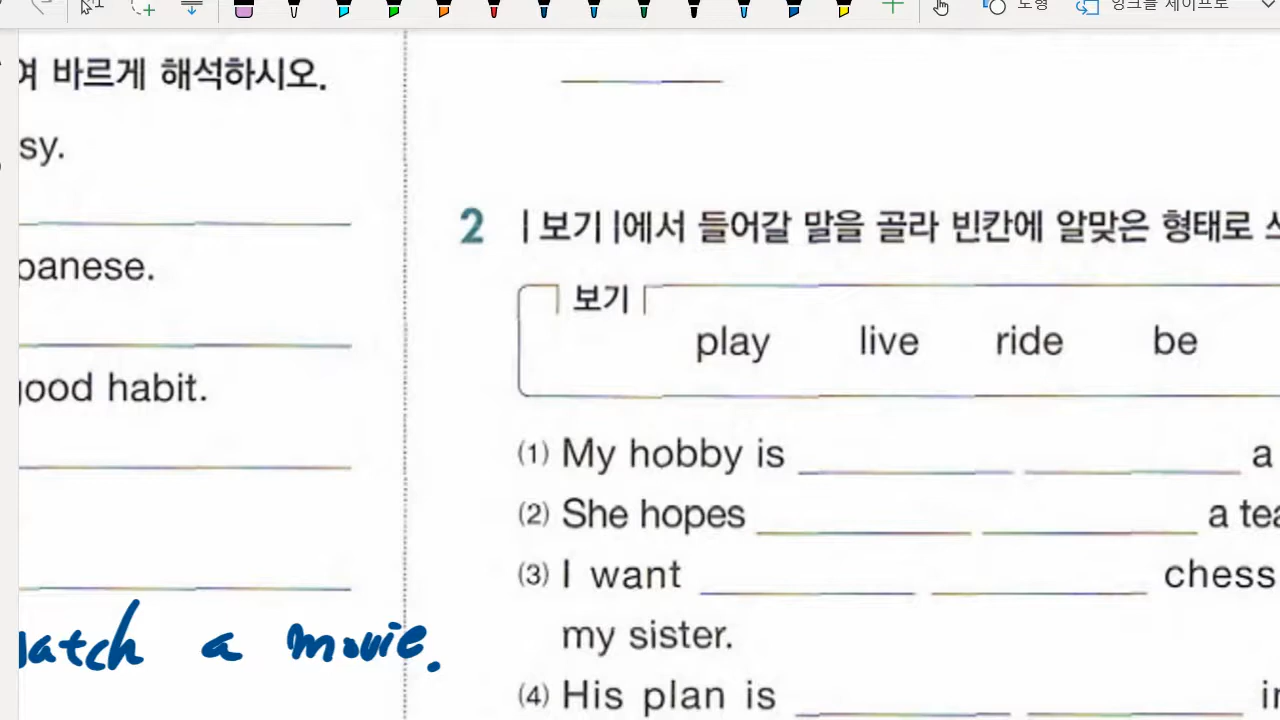 도형
잉크를 셰이프로
여 바르게 해석하시오.
sy.
panese.
good habit.
watch a movie.
2 | 보기 |에서 들어갈 말을 골라 빈칸에 알맞은 형태로
보기
play live ride be
(1) My hobby is a
(2) She hopes a tea
(3) I want chess
my sister.
(4) His plan is in